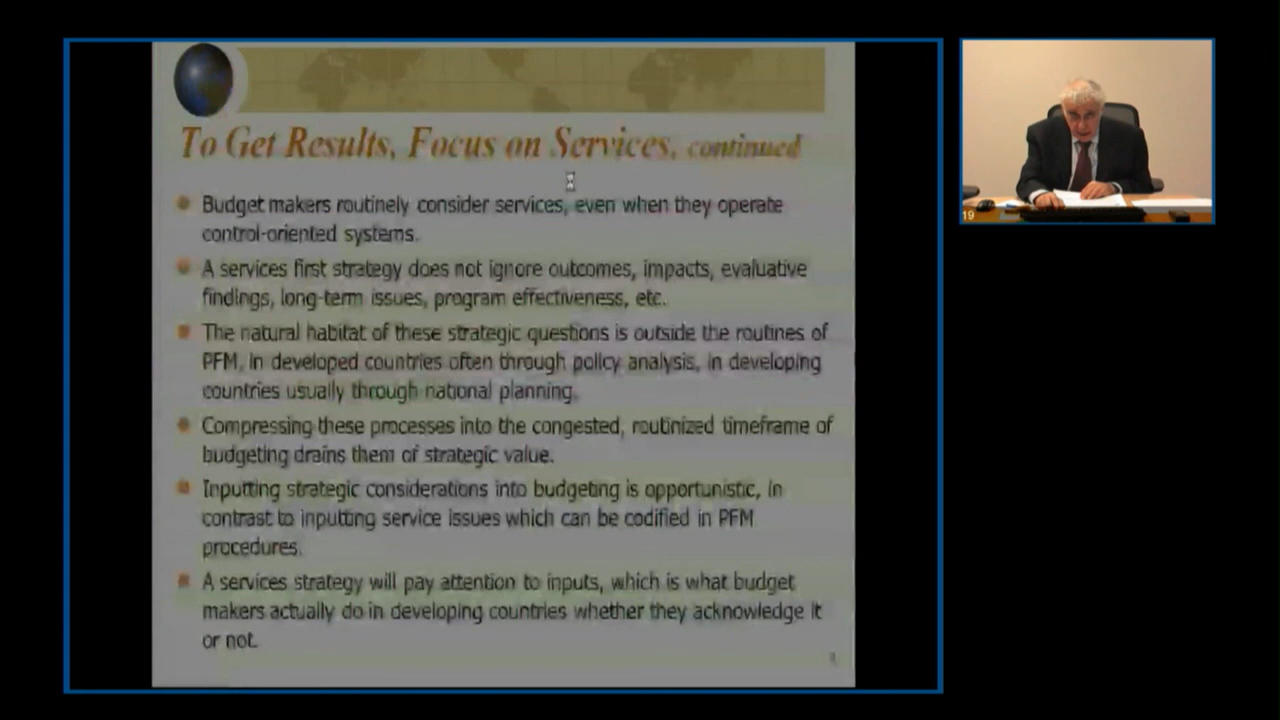 To Get Results, Focus on Services, continued
Budget makers routinely consider services, even when they operate
control-oriented systems.
A services first strategy does not ignore outcomes, impacts, evaluative
findings, long-term issues, program effectiveness, etc.
The natural habitat of these strategic questions is outside the routines of
PFM, in developed countries often through policy analysis, in developing
countries usually through national planning.
Compressing these processes into the congested, routinized timeframe of
budgeting drains them of strategic value.
Inputting strategic considerations into budgeting is opportunistic, in
contrast to inputting service issues which can be codified in PFM
procedures.
A services strategy will pay attention to inputs, which is what budget
makers actually do in developing countries whether they acknowledge it
or not.
19